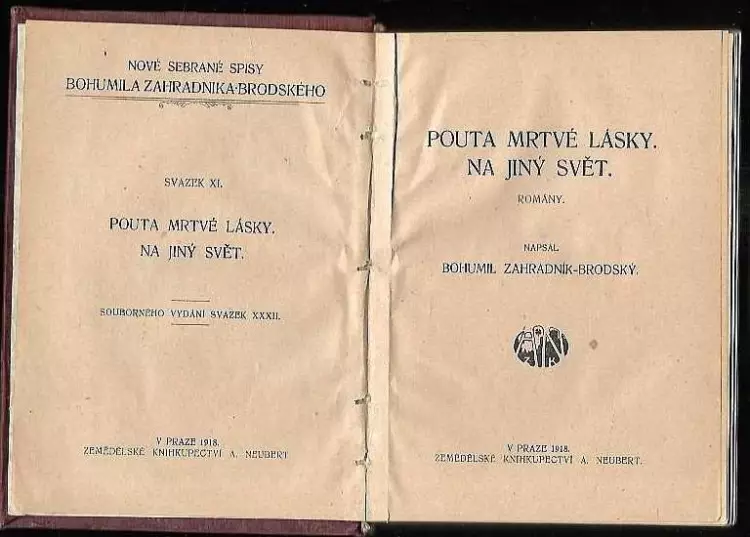 NOVÉ SEBRANÉ SPISY
BOHUMILA ZAHRADNIKA-BRODSKÉHO
SVAZEK XI.
POUTA MRTVÉ LÁSKY.
NA JINÝ SVĚT.
SOUBORNÉHO VYDÁNÍ SVAZEK XXXII.
V PRAZE 1918.
ZEMĚDĚLSKÉ KNIHKUPECTVÍ A. NEUBERT
POUTA MRTVÉ LÁSKY.
NA JINÝ SVĚT.
ROMÁNY.
NAPSAL
BOHUMIL ZAHRADNÍK-BRODSKÝ.
V PRAZE 1918.
ZEMĚDĚLSKÉ KNIHKUPECTVÍ A. NEUBERT.